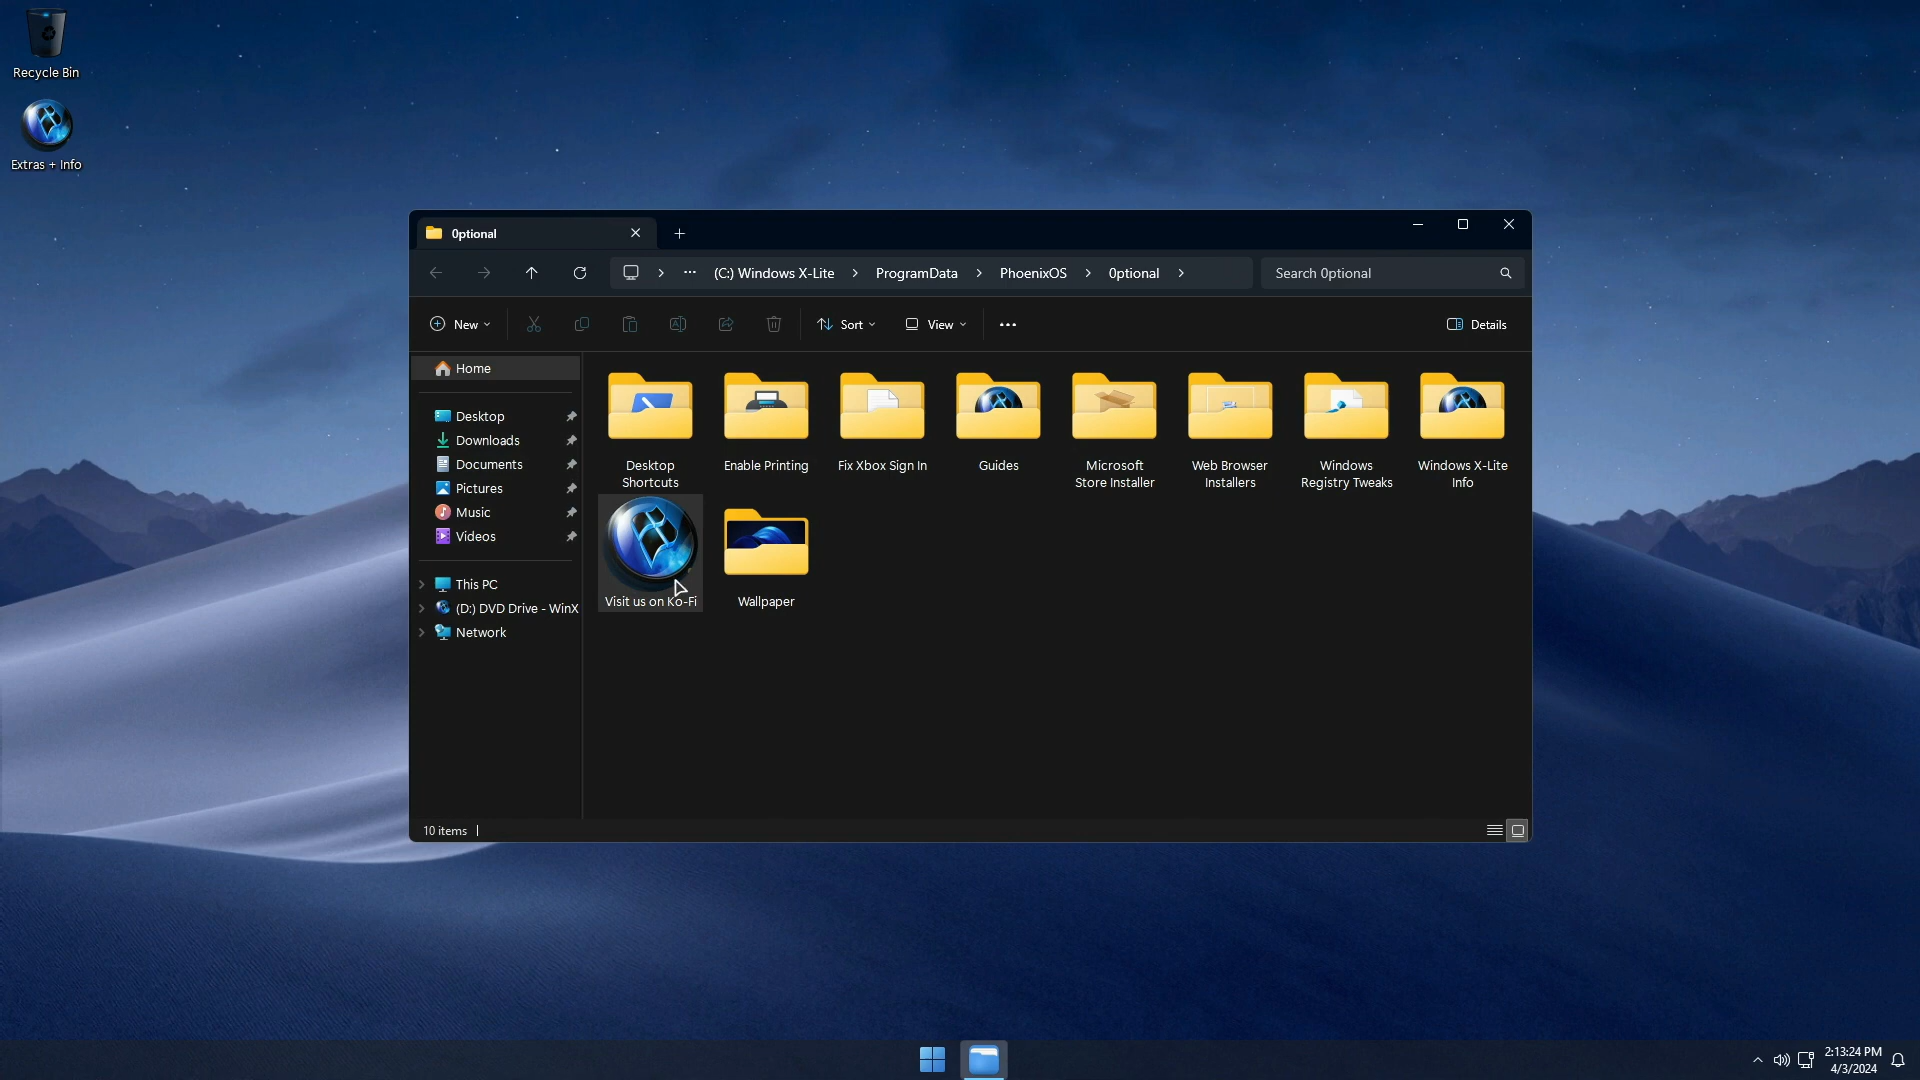 Recycle Bin
Extras + Info
0ptional
(C:) Windows X-Lite
ProgramData
PhoenixOS
0ptional
Search 0ptional
New
Sort
View
Details
Home
Desktop
Downloads
Documents
Pictures
Music
Videos
This PC
(D:) DVD Drive - WinX
Network
Desktop
Shortcuts
Enable Printing
Fix Xbox Sign In
Guides
Microsoft
Store Installer
Web Browser
Installers
Windows
Registry Tweaks
Windows X-Lite
Info
Visit us on Ko-Fi
Wallpaper
10 items
2:13:24 PM
4/3/2024